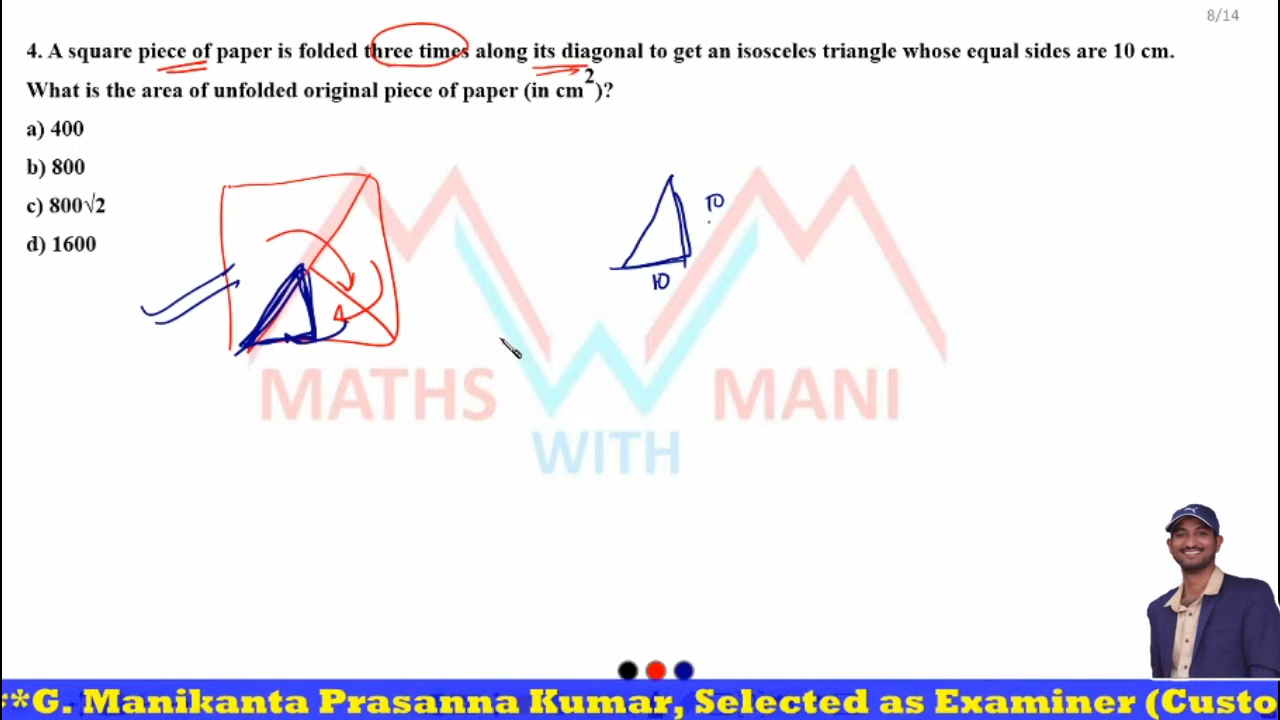 8/14
4. A square piece of paper is folded three times along its diagonal to get an isosceles triangle whose equal sides are 10 cm.
What is the area of unfolded original piece of paper (in cm²)?
a) 400
b) 800
c) 800√2
d) 1600
10
10
MATHS MANI
WITH
**G. Manikanta Prasanna Kumar, Selected as Examiner (Custo